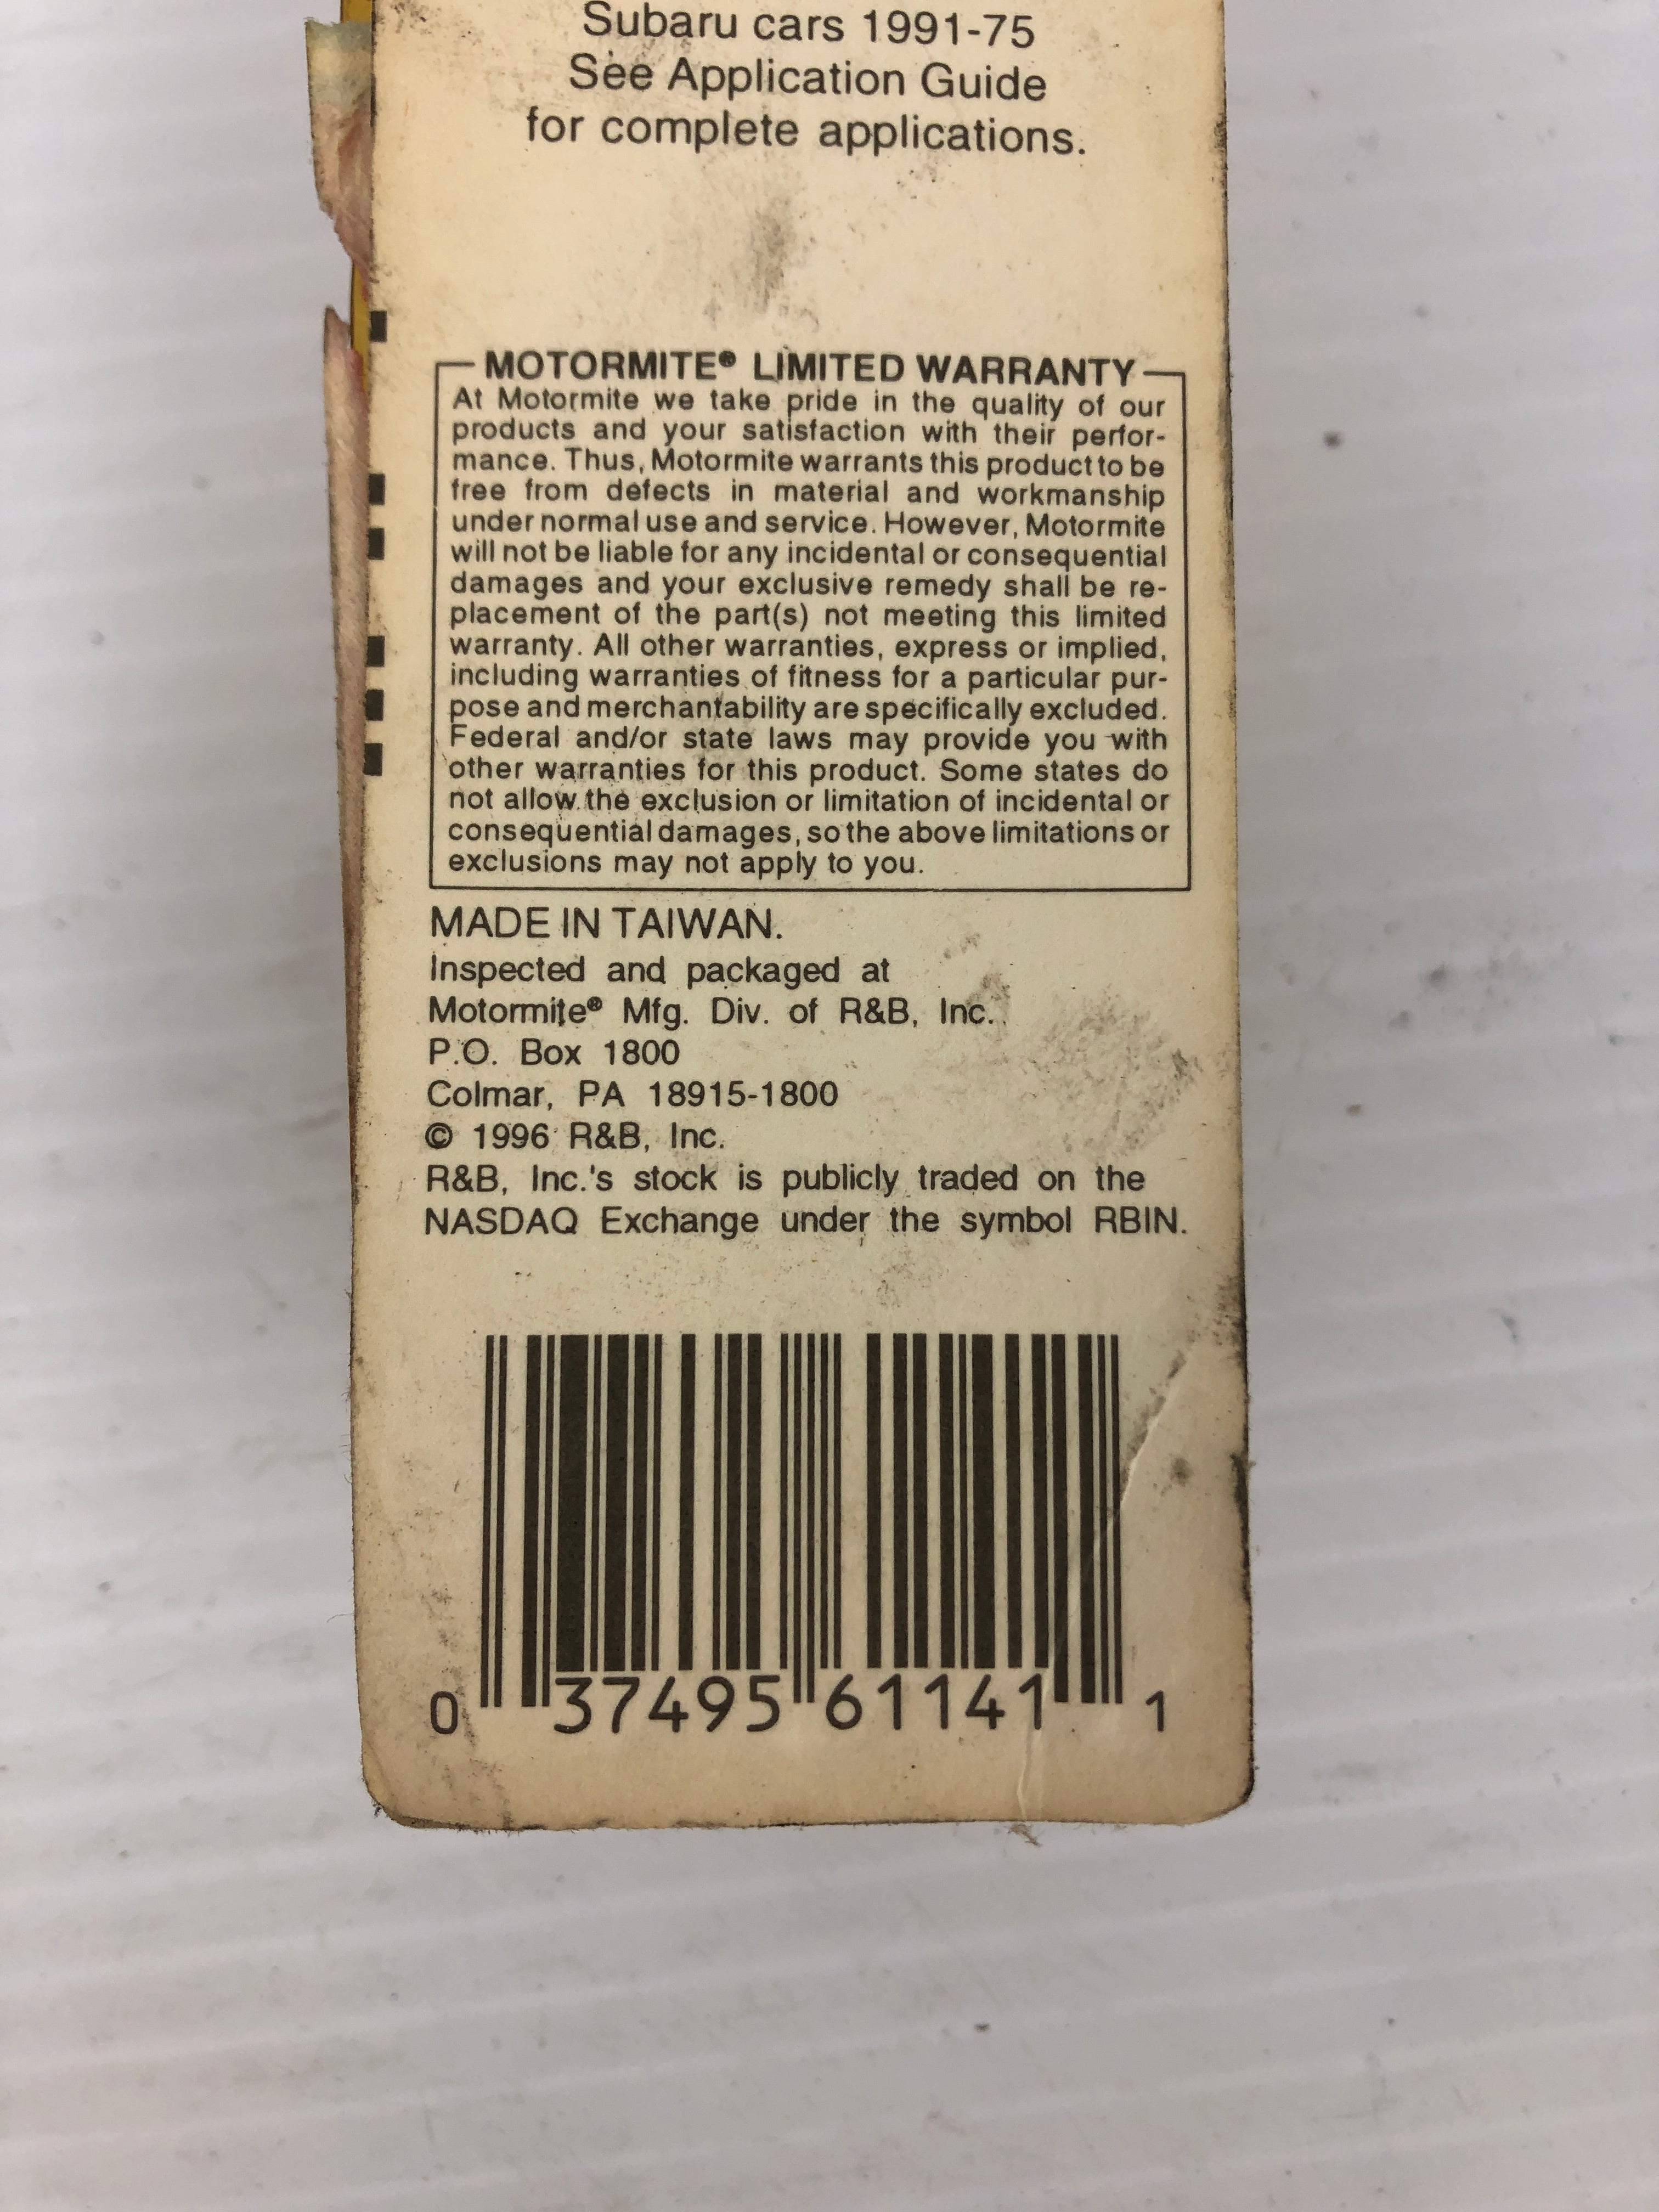 Subaru cars 1991-75
See Application Guide
for complete applications.
MOTORMITE® LIMITED WARRANTY
At Motormite we take pride in the quality of our
products and your satisfaction with their perfor-
mance. Thus, Motormite warrants this product to be
free from defects in material and workmanship
under normal use and service. However, Motormite
will not be liable for any incidental or consequential
damages and your exclusive remedy shall be re-
placement of the part(s) not meeting this limited
warranty. All other warranties, express or implied,
including warranties of fitness for a particular pur-
pose and merchantability are specifically excluded.
Federal and/or state laws may provide you with
other warranties for this product. Some states do
not allow the exclusion or limitation of incidental or
consequential damages, so the above limitations or
exclusions may not apply to you.
MADE IN TAIWAN.
Inspected and packaged at
Motormite® Mfg. Div. of R&B, Inc.
P.O. Box 1800
Colmar, PA 18915-1800
© 1996 R&B, Inc.
R&B, Inc.'s stock is publicly traded on the
NASDAQ Exchange under the symbol RBIN.
0 37495 61141 1